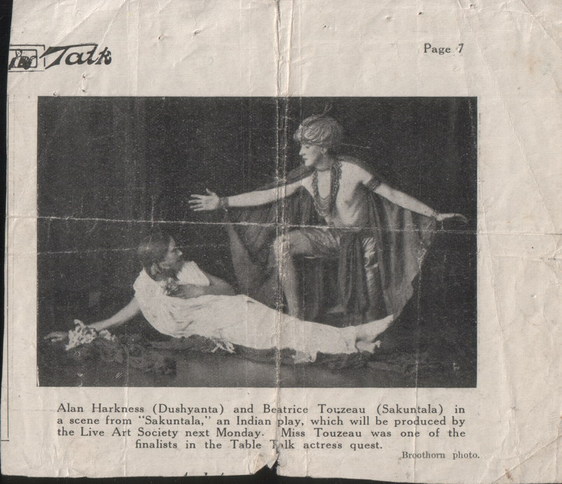 Talk
Page 7
Alan Harkness (Dushyanta) and Beatrice Touzeau (Sakuntala) in
a scene from "Sakuntala," an Indian play, which will be produced by
the Live Art Society next Monday. Miss Touzeau was one of the
finalists in the Table Talk actress quest.
Broothorn photo.